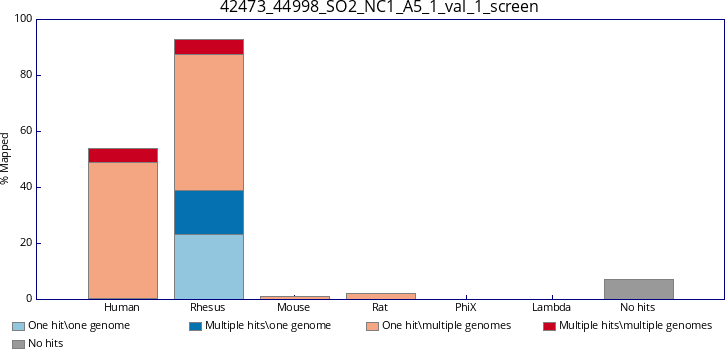 42473_44998_SO2_NC1_A5_1_val_1_screen
100
80
60
40
20
0
% Mapped
Human Rhesus Mouse Rat PhiX Lambda No hits
One hit\one genome Multiple hits\one genome One hit\multiple genomes Multiple hits\multiple genomes
No hits